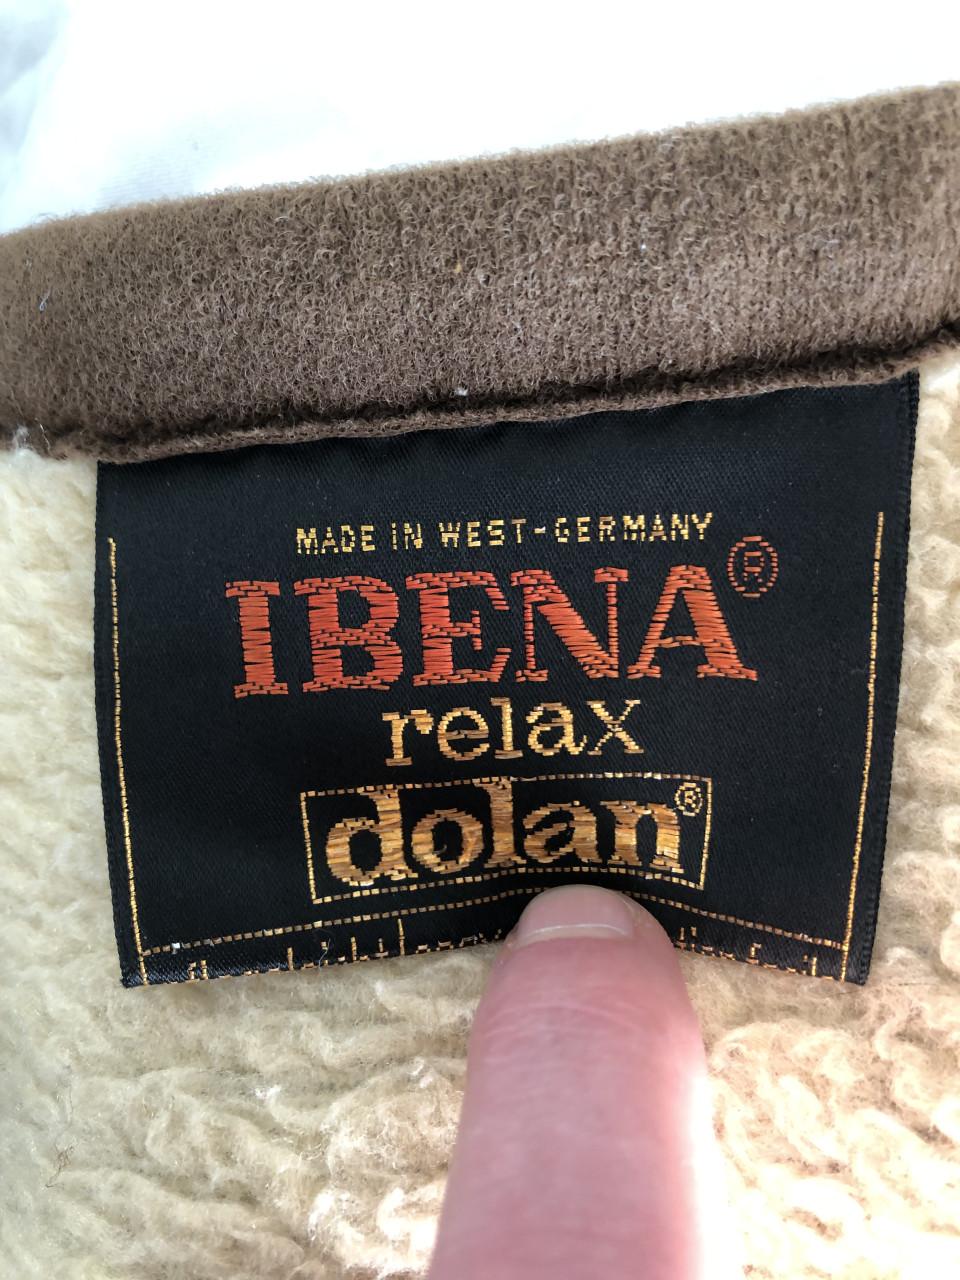 MADE IN WEST-GERMANY
IBENA®
relax
dolan®